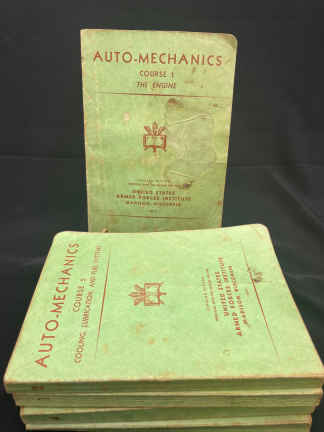 AUTO-MECHANICS
COURSE 1
THE ENGINE
UNITED STATES
ARMED FORCES INSTITUTE
MADISON, WISCONSIN
AUTO-MECHANICS
COURSE 3
COOLING, LUBRICATION, AND FUEL SYSTEMS
UNITED STATES
ARMED FORCES INSTITUTE
MADISON, WISCONSIN